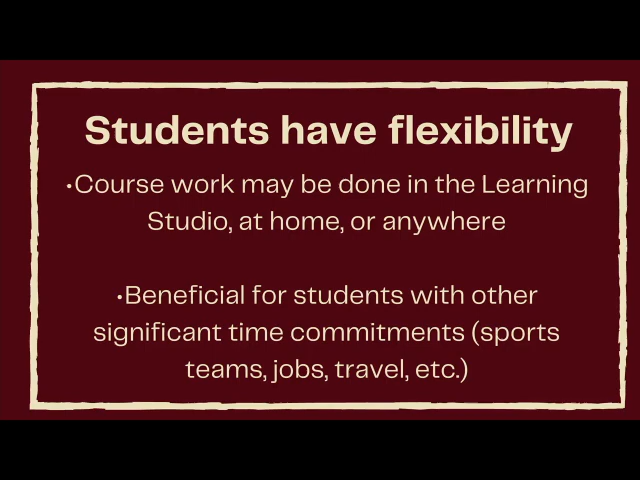 Students have flexibility
•Course work may be done in the Learning
Studio, at home, or anywhere
•Beneficial for students with other
significant time commitments (sports
teams, jobs, travel, etc.)